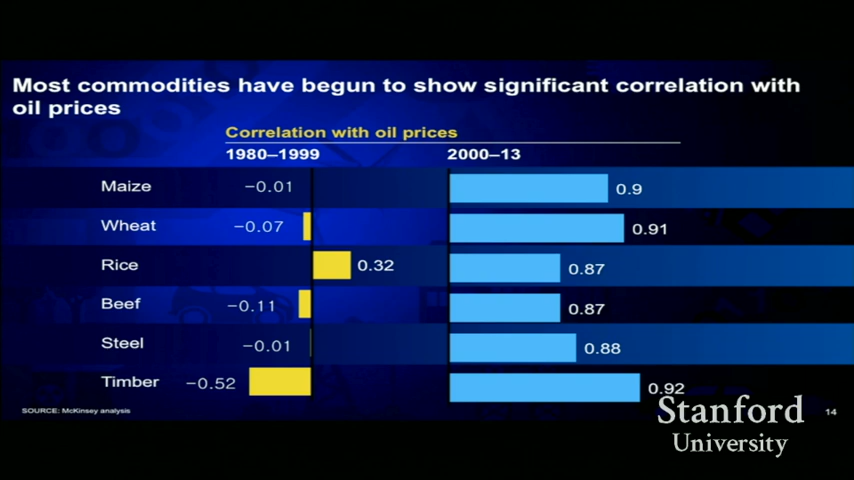 Most commodities have begun to show significant correlation with
oil prices
Correlation with oil prices
1980–1999 2000–13
Maize −0.01 0.9
Wheat −0.07 0.91
Rice 0.32 0.87
Beef −0.11 0.87
Steel −0.01 0.88
Timber −0.52 0.92
SOURCE: McKinsey analysis
14
Stanford
University